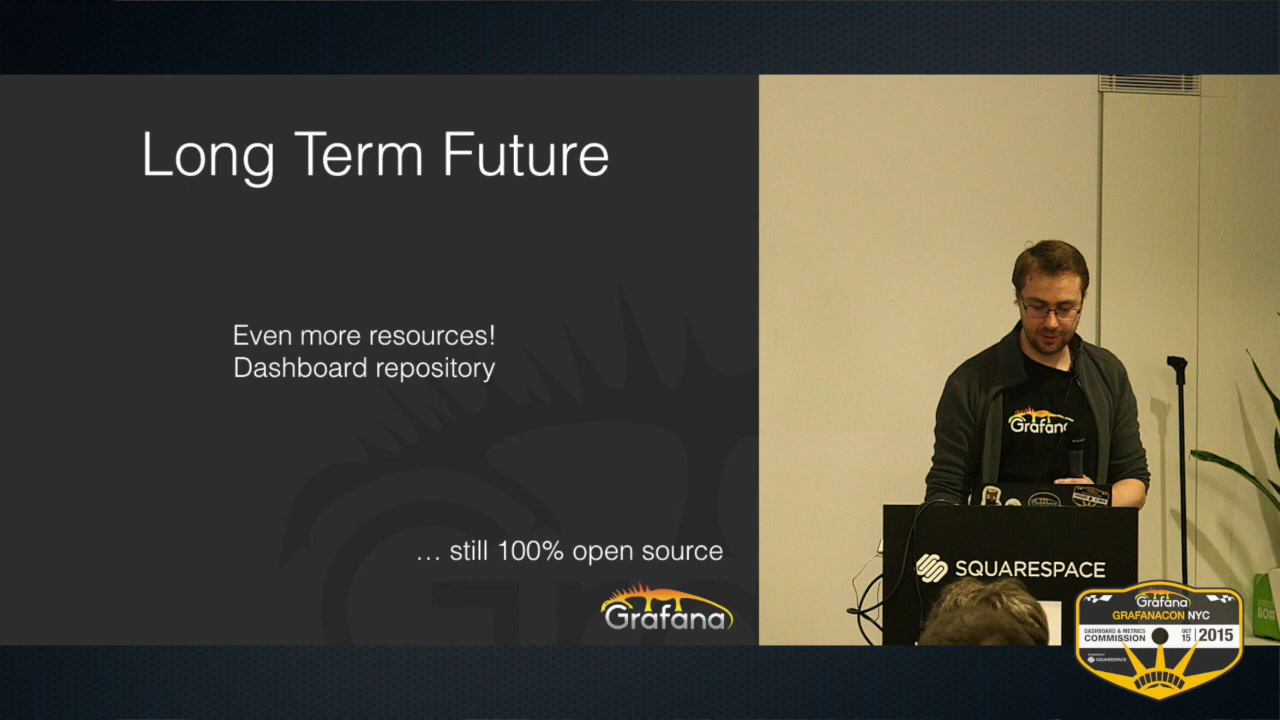 Long Term Future
Even more resources!
Dashboard repository
… still 100% open source
Grafana
Grafana
SQUARESPACE
Grafana
GRAFANACON NYC
DASHBOARD & METRICS
COMMISSION
OCT
15
2015
SQUARESPACE